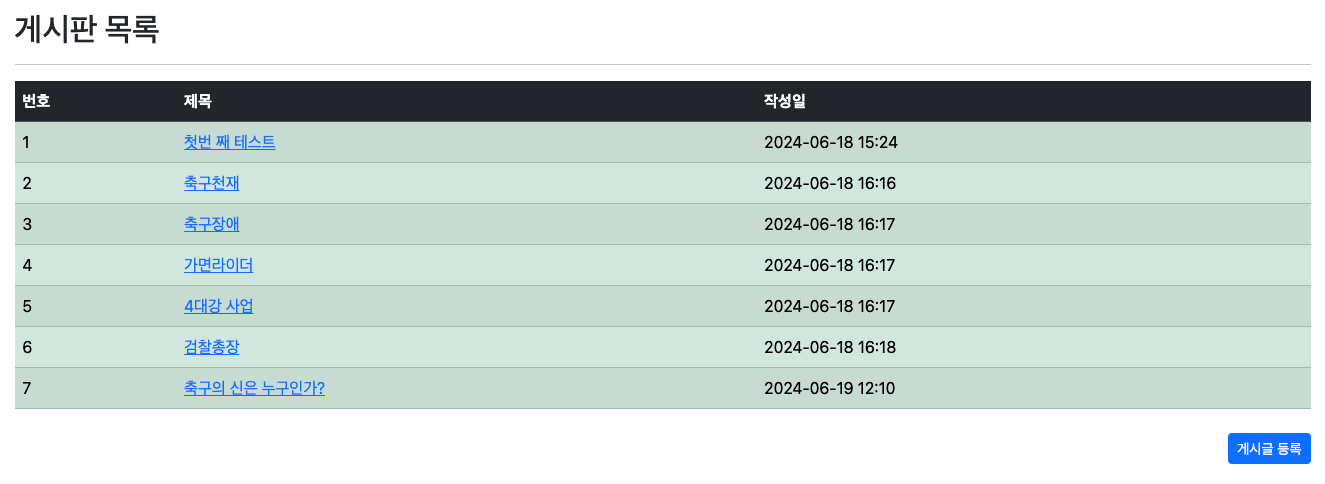 게시판 목록
번호 제목 작성일
1 첫번 째 테스트 2024-06-18 15:24
2 축구천재 2024-06-18 16:16
3 축구장애 2024-06-18 16:17
4 가면라이더 2024-06-18 16:17
5 4대강 사업 2024-06-18 16:17
6 검찰총장 2024-06-18 16:18
7 축구의 신은 누구인가? 2024-06-19 12:10
게시글 등록